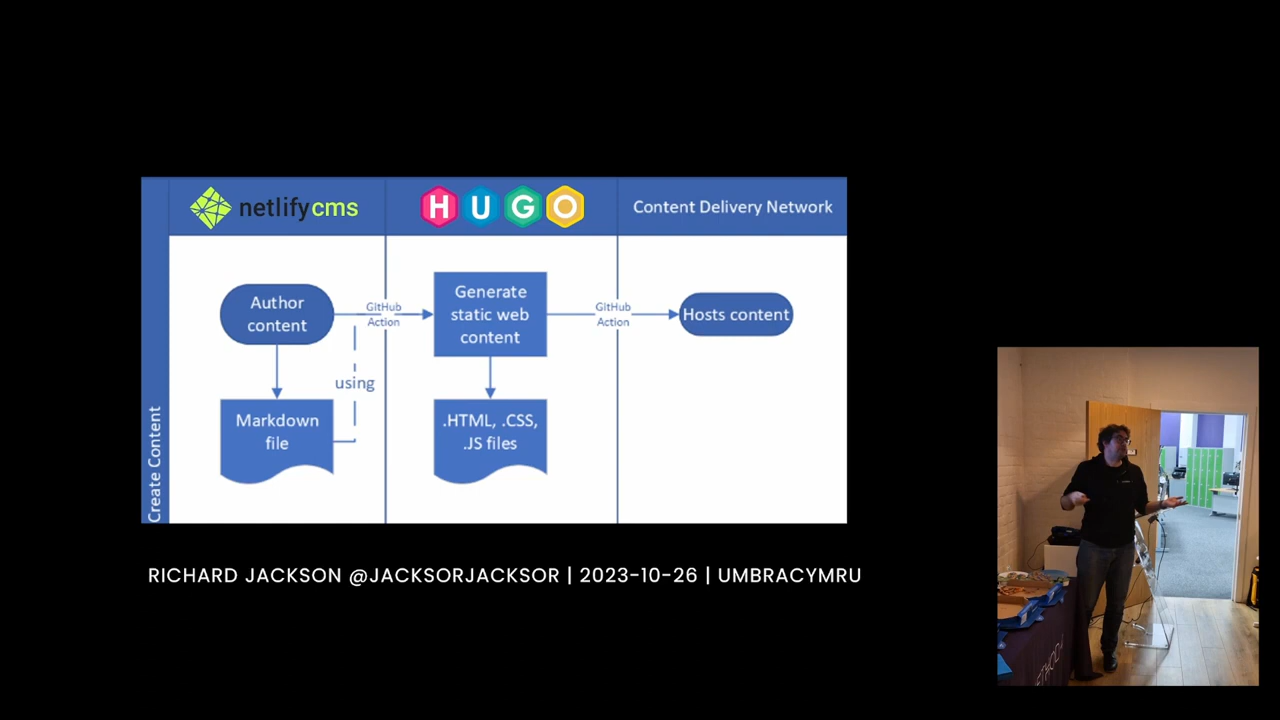 netlifycms
HUGO
Content Delivery Network
Create Content
Author
content
GitHub
Action
Generate
static web
content
GitHub
Action
Hosts content
using
Markdown
file
.HTML, .CSS,
.JS files
RICHARD JACKSON @JACKSORJACKSOR | 2023-10-26 | UMBRACYMRU